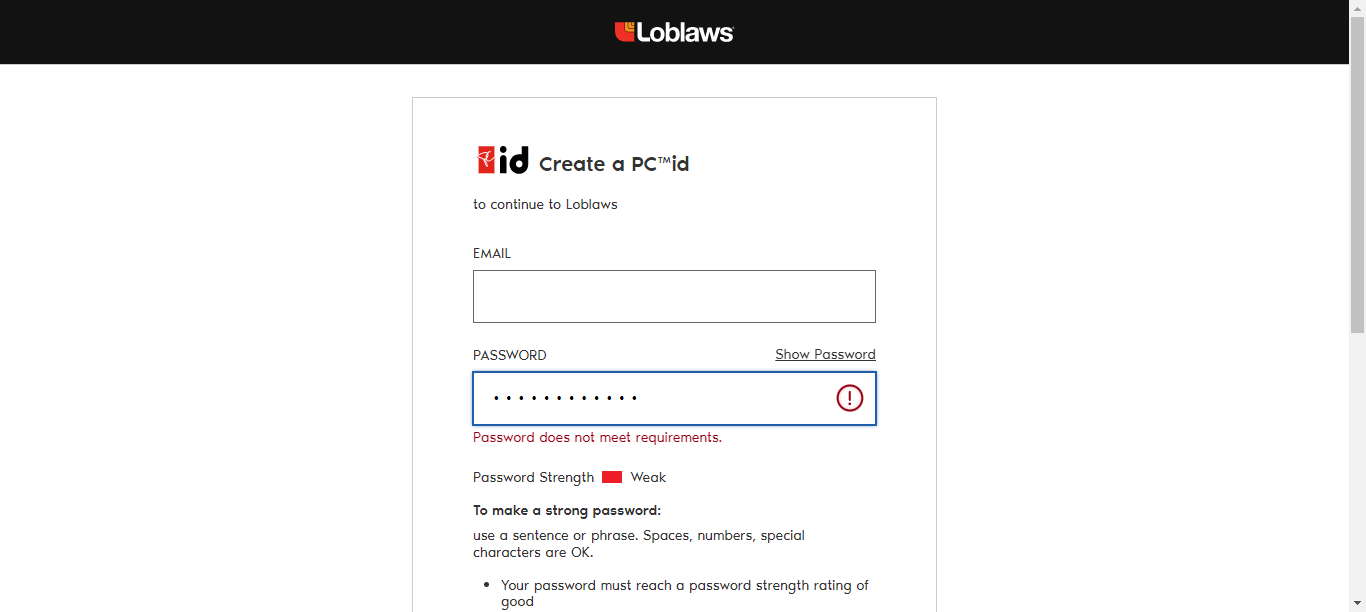 Loblaws
id Create a PC™id
to continue to Loblaws
EMAIL
PASSWORD Show Password
Password does not meet requirements.
Password Strength Weak
To make a strong password:
use a sentence or phrase. Spaces, numbers, special
characters are OK.
• Your password must reach a password strength rating of
good